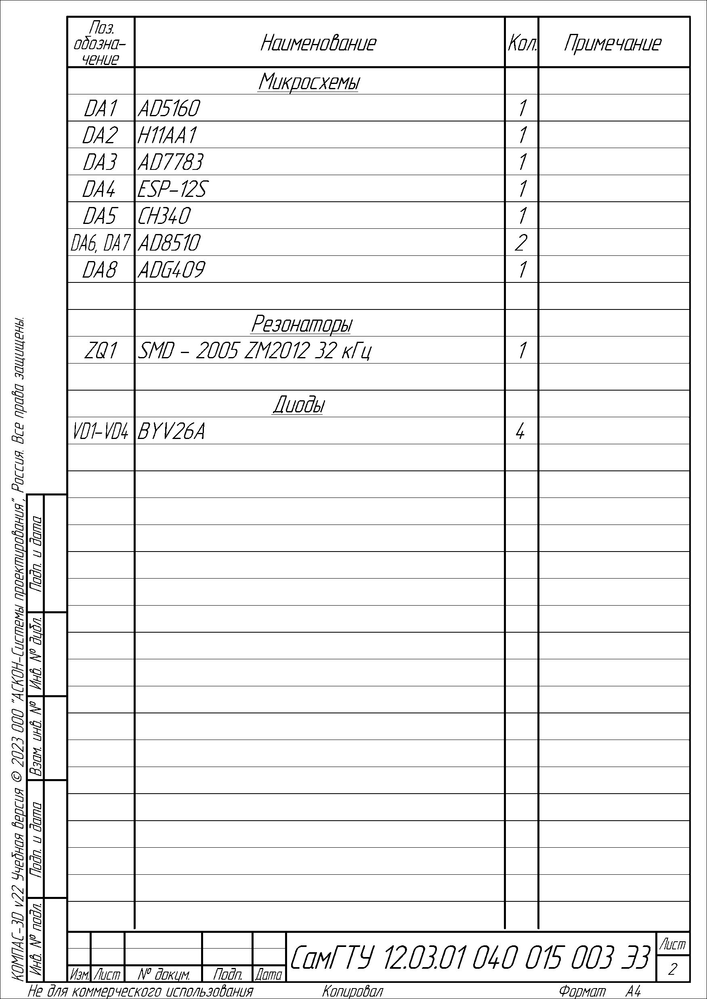 Поз. обозна-чение Наименование Кол. Примечание
Микросхемы
DA1 AD5160 1
DA2 H11AA1 1
DA3 AD7783 1
DA4 ESP-12S 1
DA5 CH340 1
DA6, DA7 AD8510 2
DA8 ADG409 1
Резонаторы
ZQ1 SMD - 2005 ZM2012 32 кГц 1
Диоды
VD1-VD4 BYV26A 4
КОМПАС-3D v22 Учебная версия © 2023 ООО "АСКОН-Системы проектирования", Россия. Все права защищены.
Подп. и дата
Инв. № дубл.
Взам. инв. №
Подп. и дата
Инв. № подл.
Изм. Лист № докум. Подп. Дата
СамГТУ 12.03.01 040 015 003 ЭЗ
Лист
2
Не для коммерческого использования Копировал Формат А4